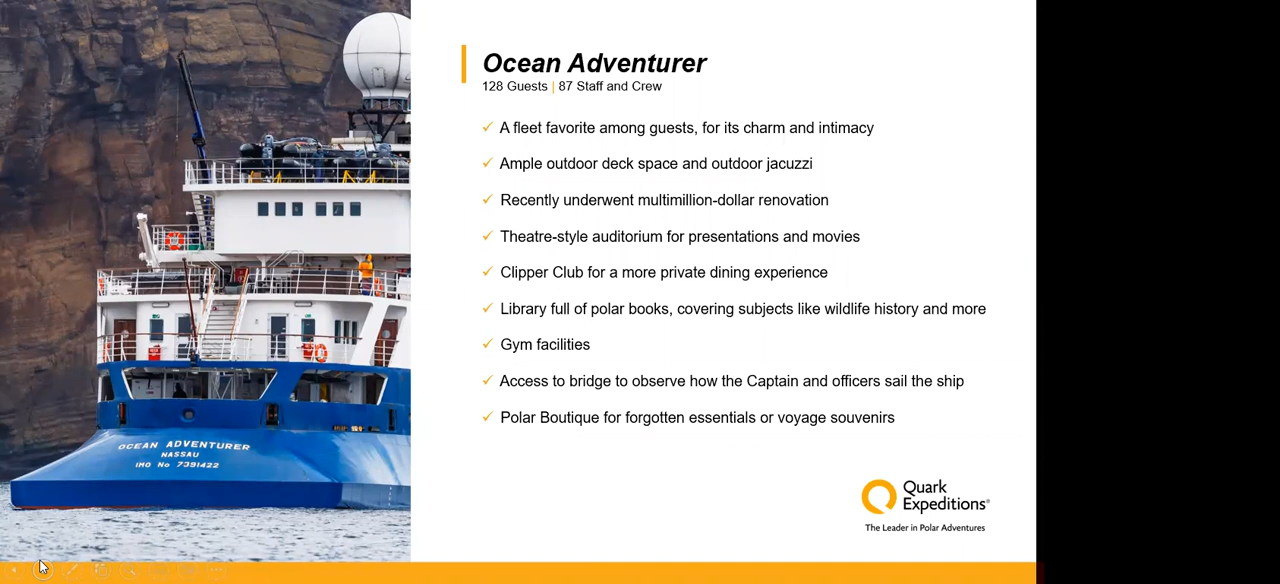 Ocean Adventurer
128 Guests | 87 Staff and Crew
✓ A fleet favorite among guests, for its charm and intimacy
✓ Ample outdoor deck space and outdoor jacuzzi
✓ Recently underwent multimillion-dollar renovation
✓ Theatre-style auditorium for presentations and movies
✓ Clipper Club for a more private dining experience
✓ Library full of polar books, covering subjects like wildlife history and more
✓ Gym facilities
✓ Access to bridge to observe how the Captain and officers sail the ship
✓ Polar Boutique for forgotten essentials or voyage souvenirs
OCEAN ADVENTURER
NASSAU
IMO No 7391422
Quark
Expeditions®
The Leader in Polar Adventures